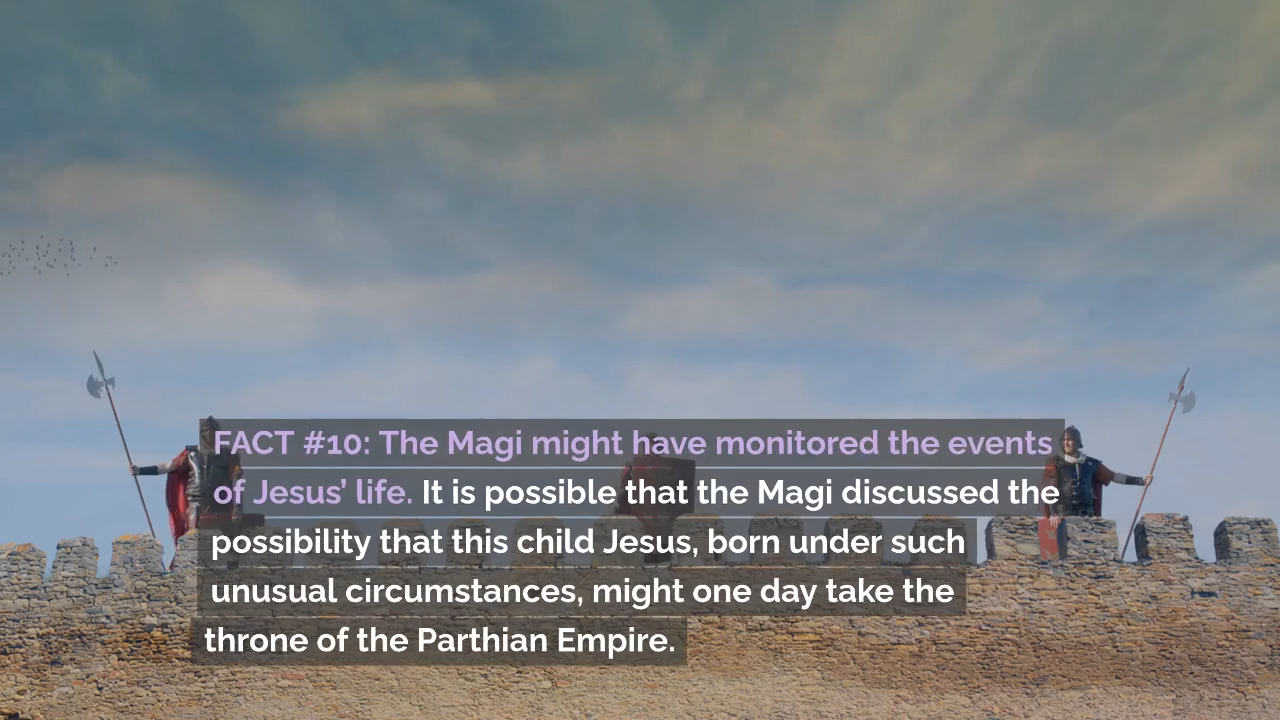 FACT #10: The Magi might have monitored the events
of Jesus’ life. It is possible that the Magi discussed the
possibility that this child Jesus, born under such
unusual circumstances, might one day take the
throne of the Parthian Empire.